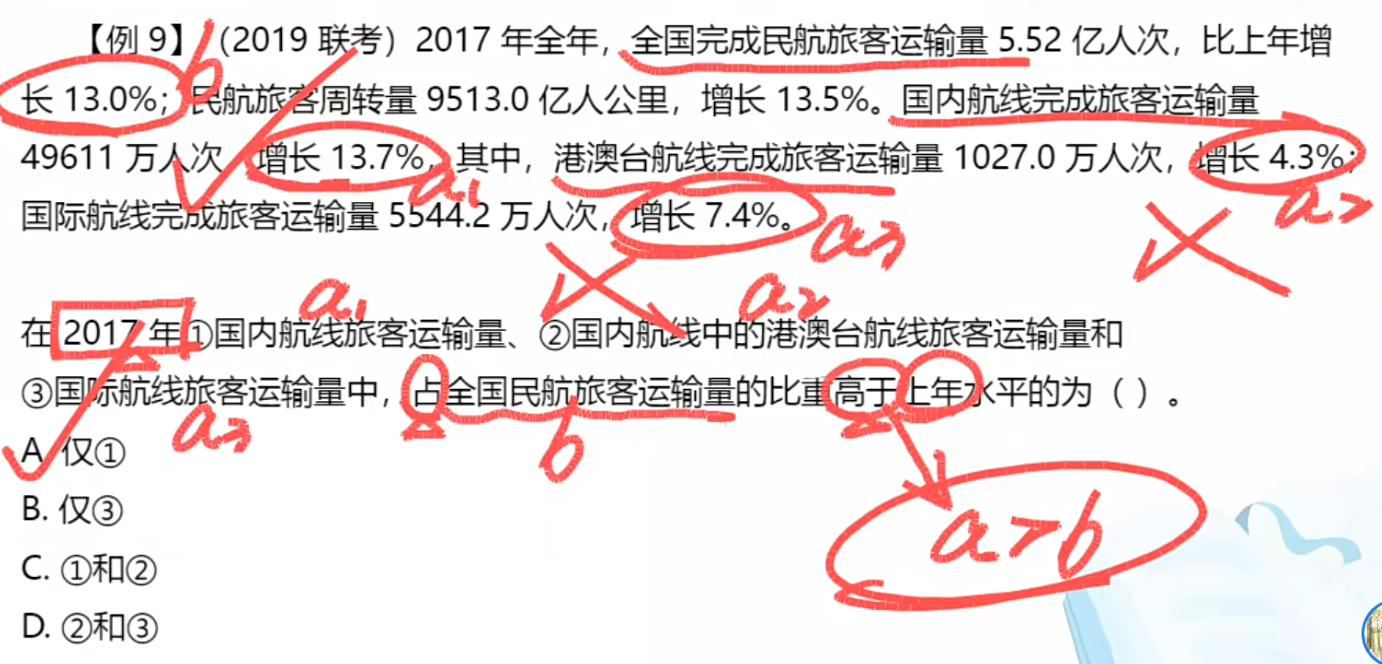 【例 9】（2019 联考）2017 年全年，全国完成民航旅客运输量 5.52 亿人次，比上年增
b
长 13.0%；民航旅客周转量 9513.0 亿人公里，增长 13.5%。国内航线完成旅客运输量
49611 万人次，增长 13.7%，其中，港澳台航线完成旅客运输量 1027.0 万人次，增长 4.3%；
a₁
a₂
国际航线完成旅客运输量 5544.2 万人次，增长 7.4%。
a₃
a₁
a₂
在 2017 年①国内航线旅客运输量、②国内航线中的港澳台航线旅客运输量和
③国际航线旅客运输量中，占全国民航旅客运输量的比重高于上年水平的为（ ）。
a₃
b
A. 仅①
B. 仅③
a>b
C. ①和②
D. ②和③